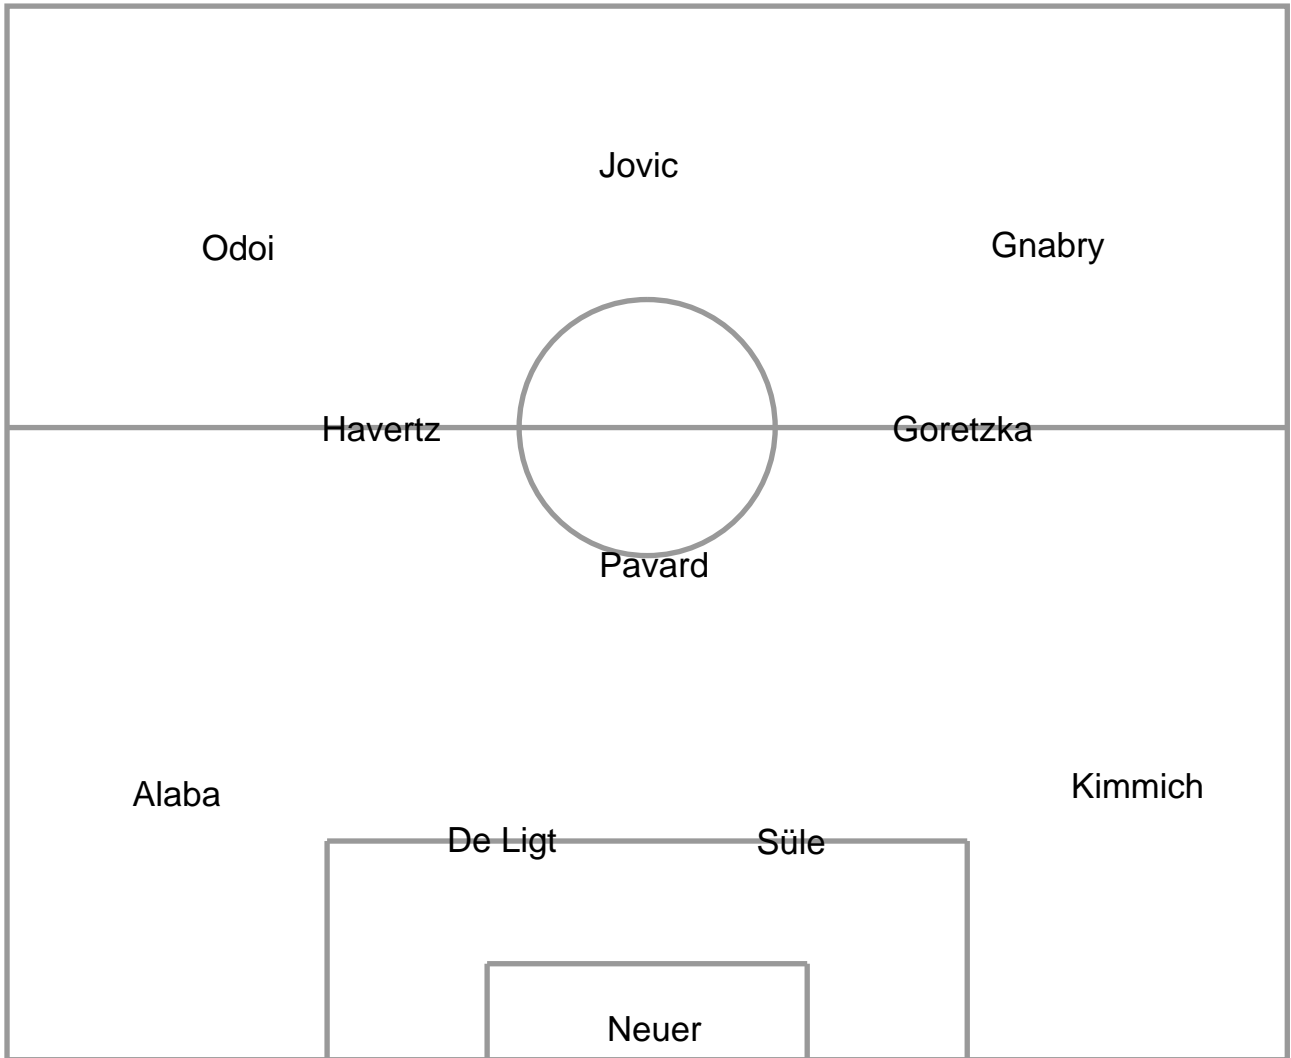 Jovic
Odoi
Gnabry
Havertz
Goretzka
Pavard
Alaba
Kimmich
De Ligt
Süle
Neuer